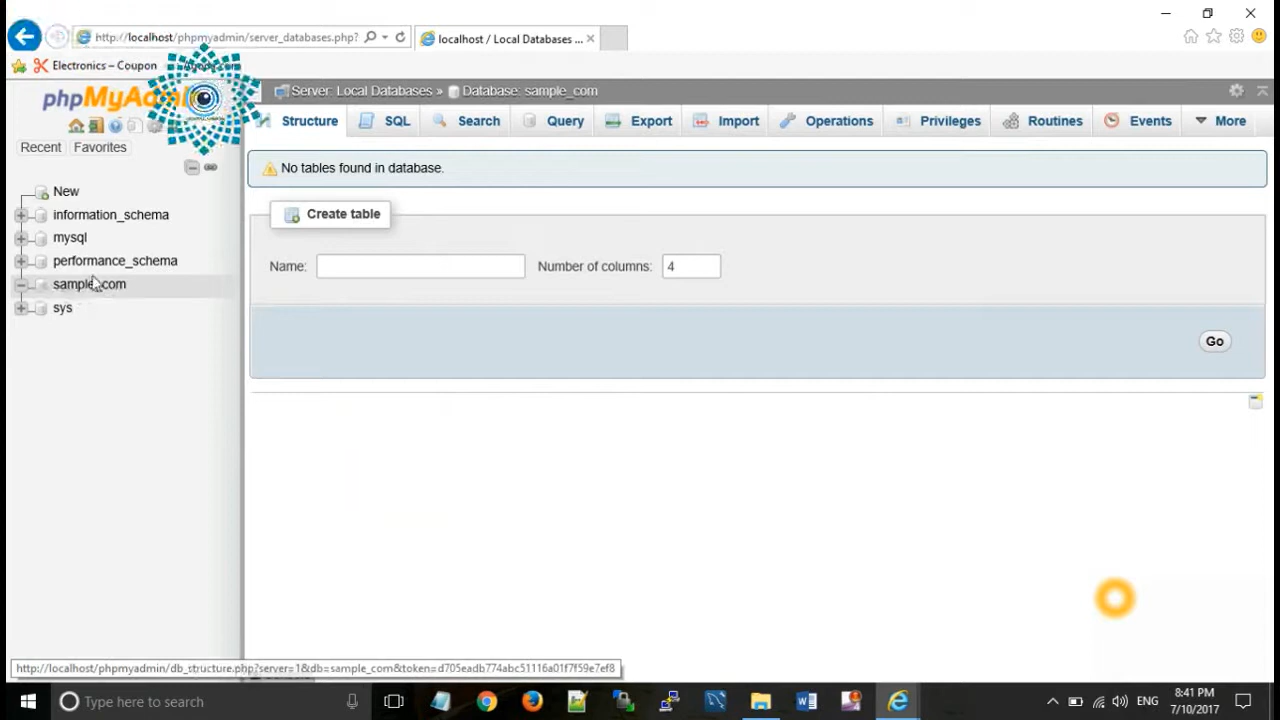 http://localhost/phpmyadmin/server_databases.php?
localhost / Local Databases ...
Electronics – Coupon
phpMyAdmin
Server: Local Databases » Database: sample_com
Recent Favorites
Structure SQL Search Query Export Import Operations Privileges Routines Events More
No tables found in database.
New
information_schema
mysql
performance_schema
sample_com
sys
Create table
Name: Number of columns: 4
Go
http://localhost/phpmyadmin/db_structure.php?server=1&db=sample_com&token=d705eadb774abc51116a01f7f59e7ef8
Type here to search
ENG
8:41 PM
7/10/2017